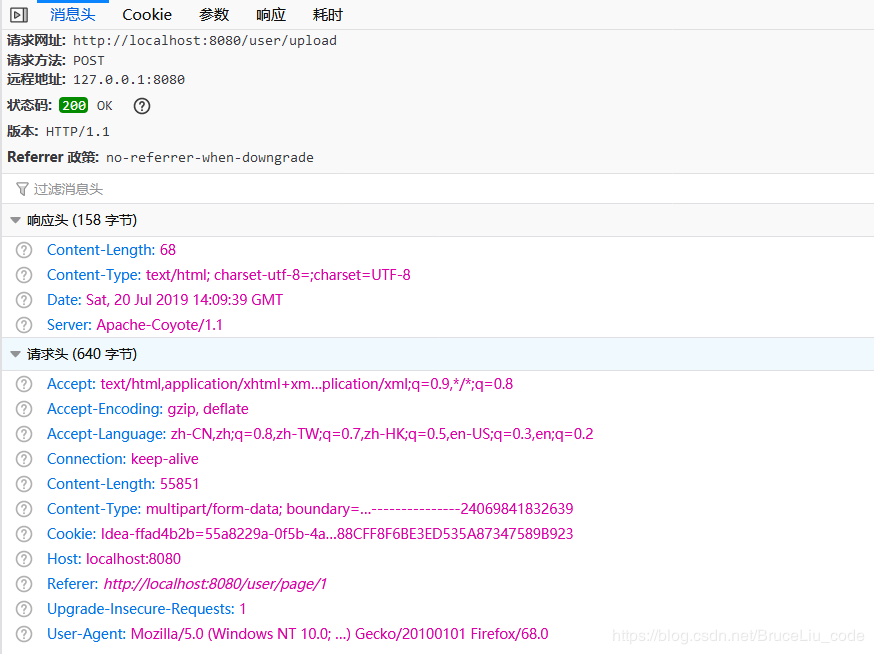 消息头 Cookie 参数 响应 耗时
请求网址: http://localhost:8080/user/upload
请求方法: POST
远程地址: 127.0.0.1:8080
状态码: 200 OK
版本: HTTP/1.1
Referrer 政策: no-referrer-when-downgrade
过滤消息头
响应头 (158 字节)
Content-Length: 68
Content-Type: text/html; charset-utf-8=;charset=UTF-8
Date: Sat, 20 Jul 2019 14:09:39 GMT
Server: Apache-Coyote/1.1
请求头 (640 字节)
Accept: text/html,application/xhtml+xm…plication/xml;q=0.9,*/*;q=0.8
Accept-Encoding: gzip, deflate
Accept-Language: zh-CN,zh;q=0.8,zh-TW;q=0.7,zh-HK;q=0.5,en-US;q=0.3,en;q=0.2
Connection: keep-alive
Content-Length: 55851
Content-Type: multipart/form-data; boundary=…---------------24069841832639
Cookie: Idea-ffad4b2b=55a8229a-0f5b-4a…88CFF8F6BE3ED535A87347589B923
Host: localhost:8080
Referer: http://localhost:8080/user/page/1
Upgrade-Insecure-Requests: 1
User-Agent: Mozilla/5.0 (Windows NT 10.0; …) Gecko/20100101 Firefox/68.0
https://blog.csdn.net/BruceLiu_code